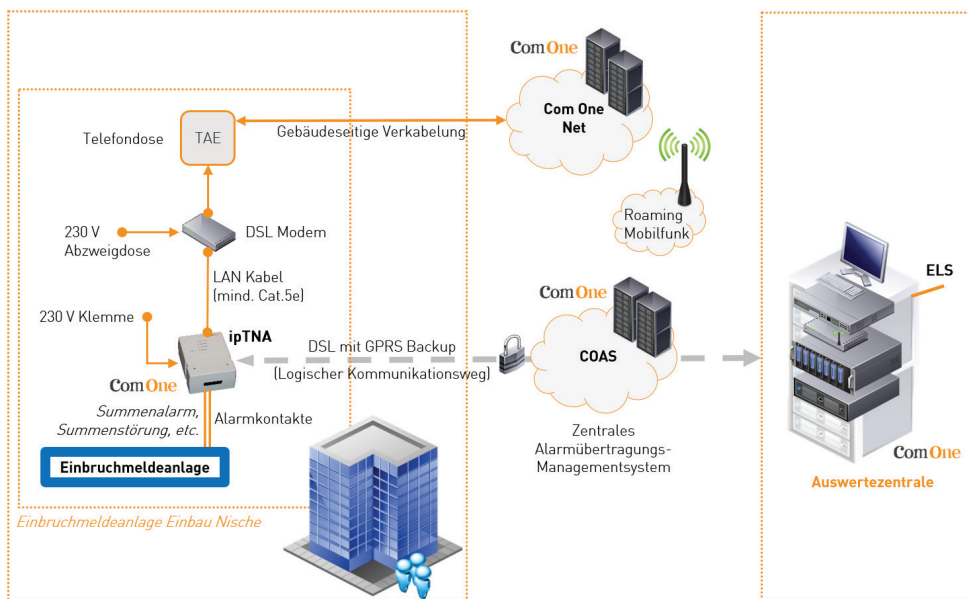 ComOne
Com One
Net
Telefondose
TAE
Gebäudeseitige Verkabelung
Roaming
Mobilfunk
230 V
Abzweigdose
DSL Modem
LAN Kabel
(mind. Cat.5e)
ELS
230 V Klemme
ipTNA
DSL mit GPRS Backup
(Logischer Kommunikationsweg)
ComOne
COAS
ComOne
Summenalarm,
Summenstörung, etc.
Alarmkontakte
Einbruchmeldeanlage
Zentrales
Alarmübertragungs-
Managementsystem
ComOne
Auswertezentrale
Einbruchmeldeanlage Einbau Nische